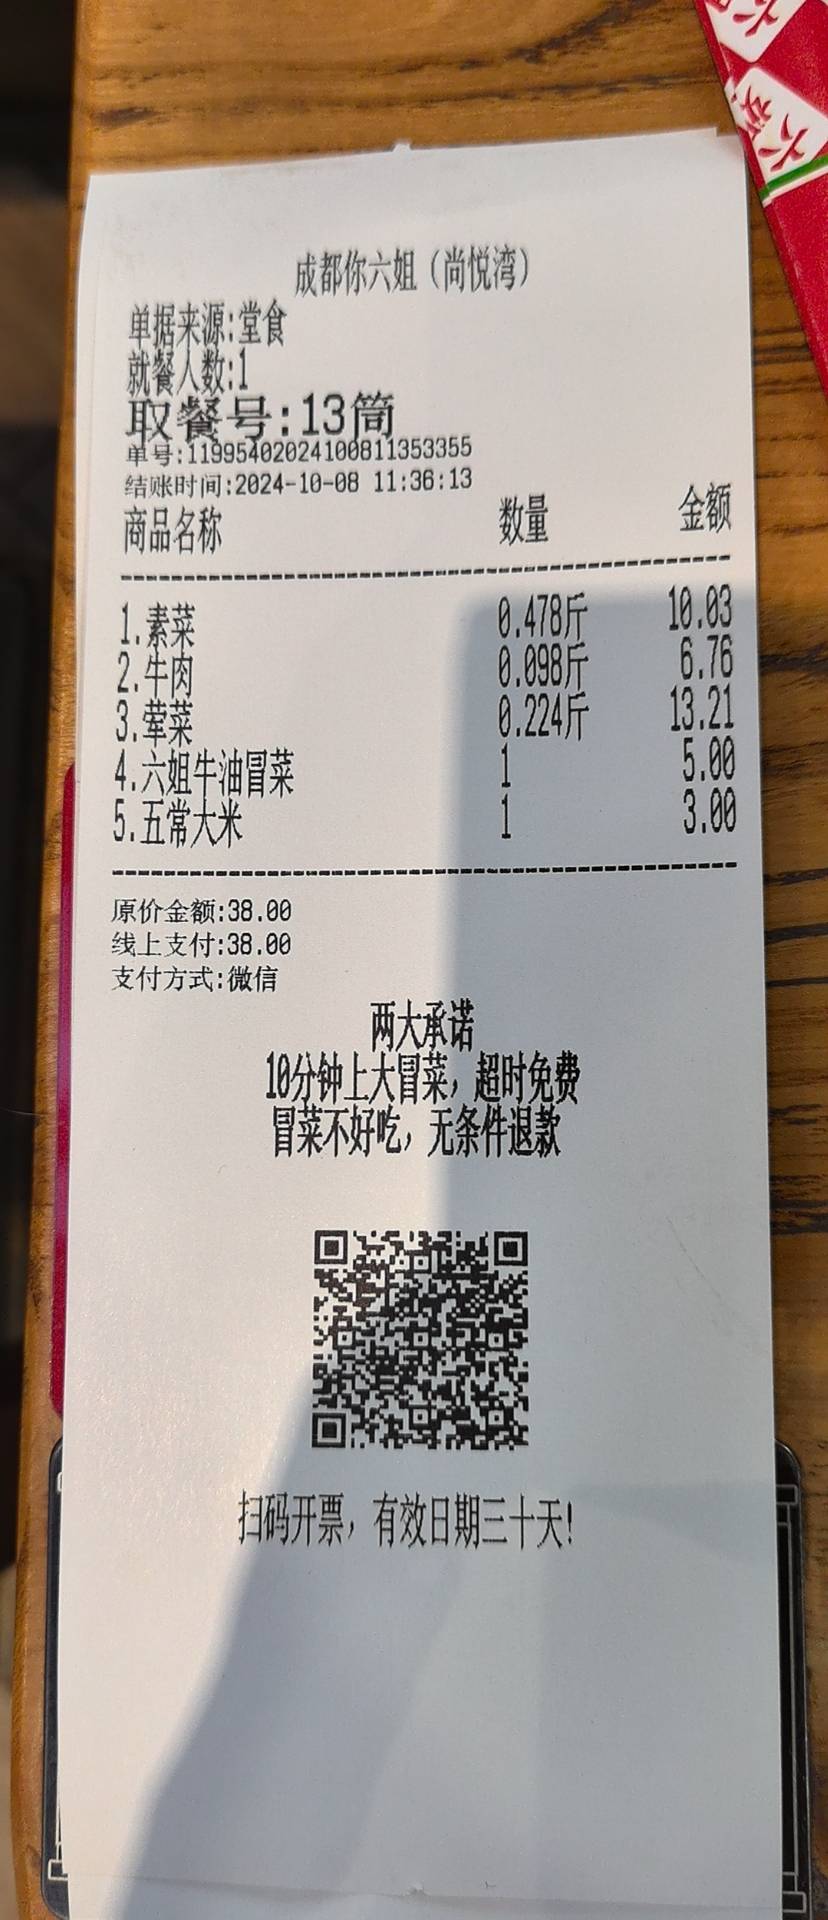 成都你六姐（尚悦湾）
单据来源:堂食
就餐人数:1
取餐号:13筒
单号:11995402024100811353355
结账时间:2024-10-08 11:36:13
商品名称 数量 金额
1.素菜 0.478斤 10.03
2.牛肉 0.098斤 6.76
3.荤菜 0.224斤 13.21
4.六姐牛油冒菜 1 5.00
5.五常大米 1 3.00
原价金额:38.00
线上支付:38.00
支付方式:微信
两大承诺
10分钟上大冒菜，超时免费
冒菜不好吃，无条件退款
扫码开票，有效日期三十天!